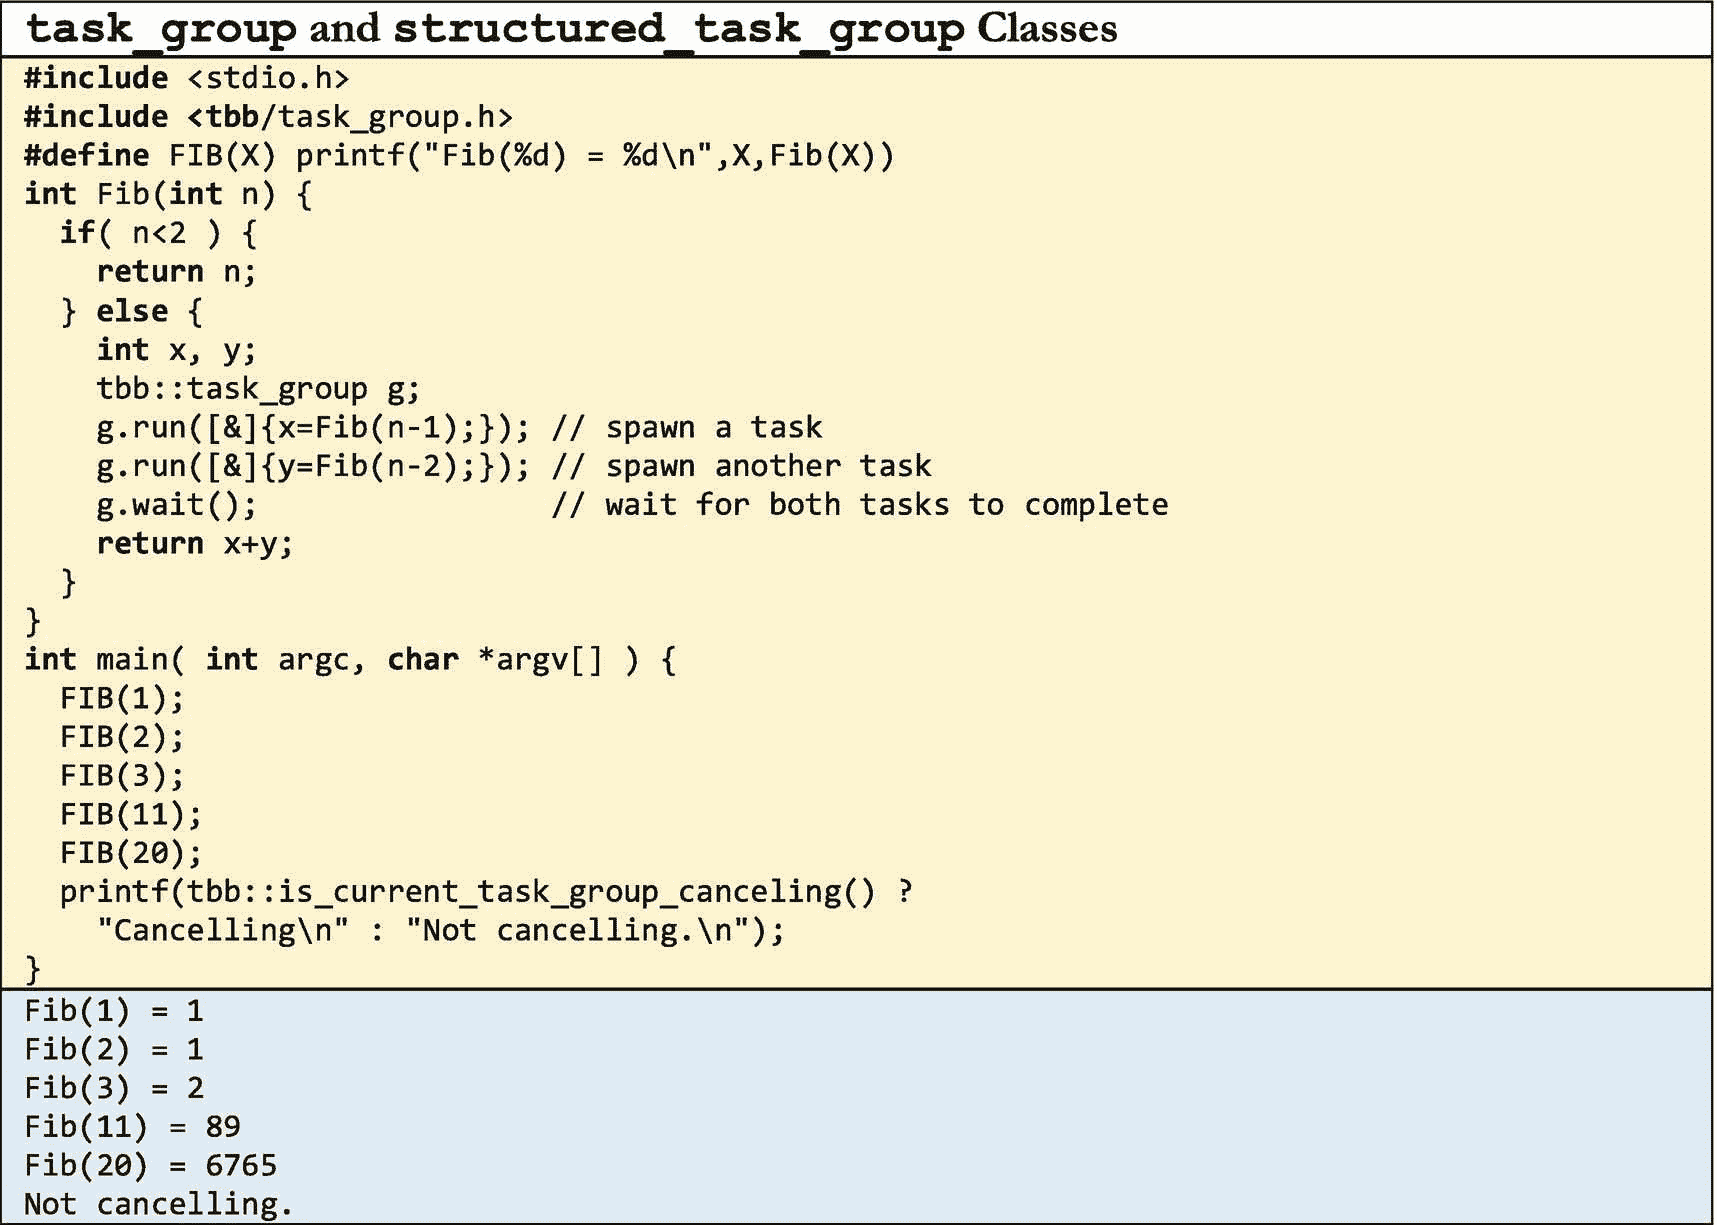 task_group and structured_task_group Classes
#include <stdio.h>
#include <tbb/task_group.h>
#define FIB(X) printf("Fib(%d) = %d\n",X,Fib(X))
int Fib(int n) {
  if( n<2 ) {
    return n;
  } else {
    int x, y;
    tbb::task_group g;
    g.run([&]{x=Fib(n-1);}); // spawn a task
    g.run([&]{y=Fib(n-2);}); // spawn another task
    g.wait();                // wait for both tasks to complete
    return x+y;
  }
}
int main( int argc, char *argv[] ) {
  FIB(1);
  FIB(2);
  FIB(3);
  FIB(11);
  FIB(20);
  printf(tbb::is_current_task_group_canceling() ?
    "Cancelling\n" : "Not cancelling.\n");
}
Fib(1) = 1
Fib(2) = 1
Fib(3) = 2
Fib(11) = 89
Fib(20) = 6765
Not cancelling.